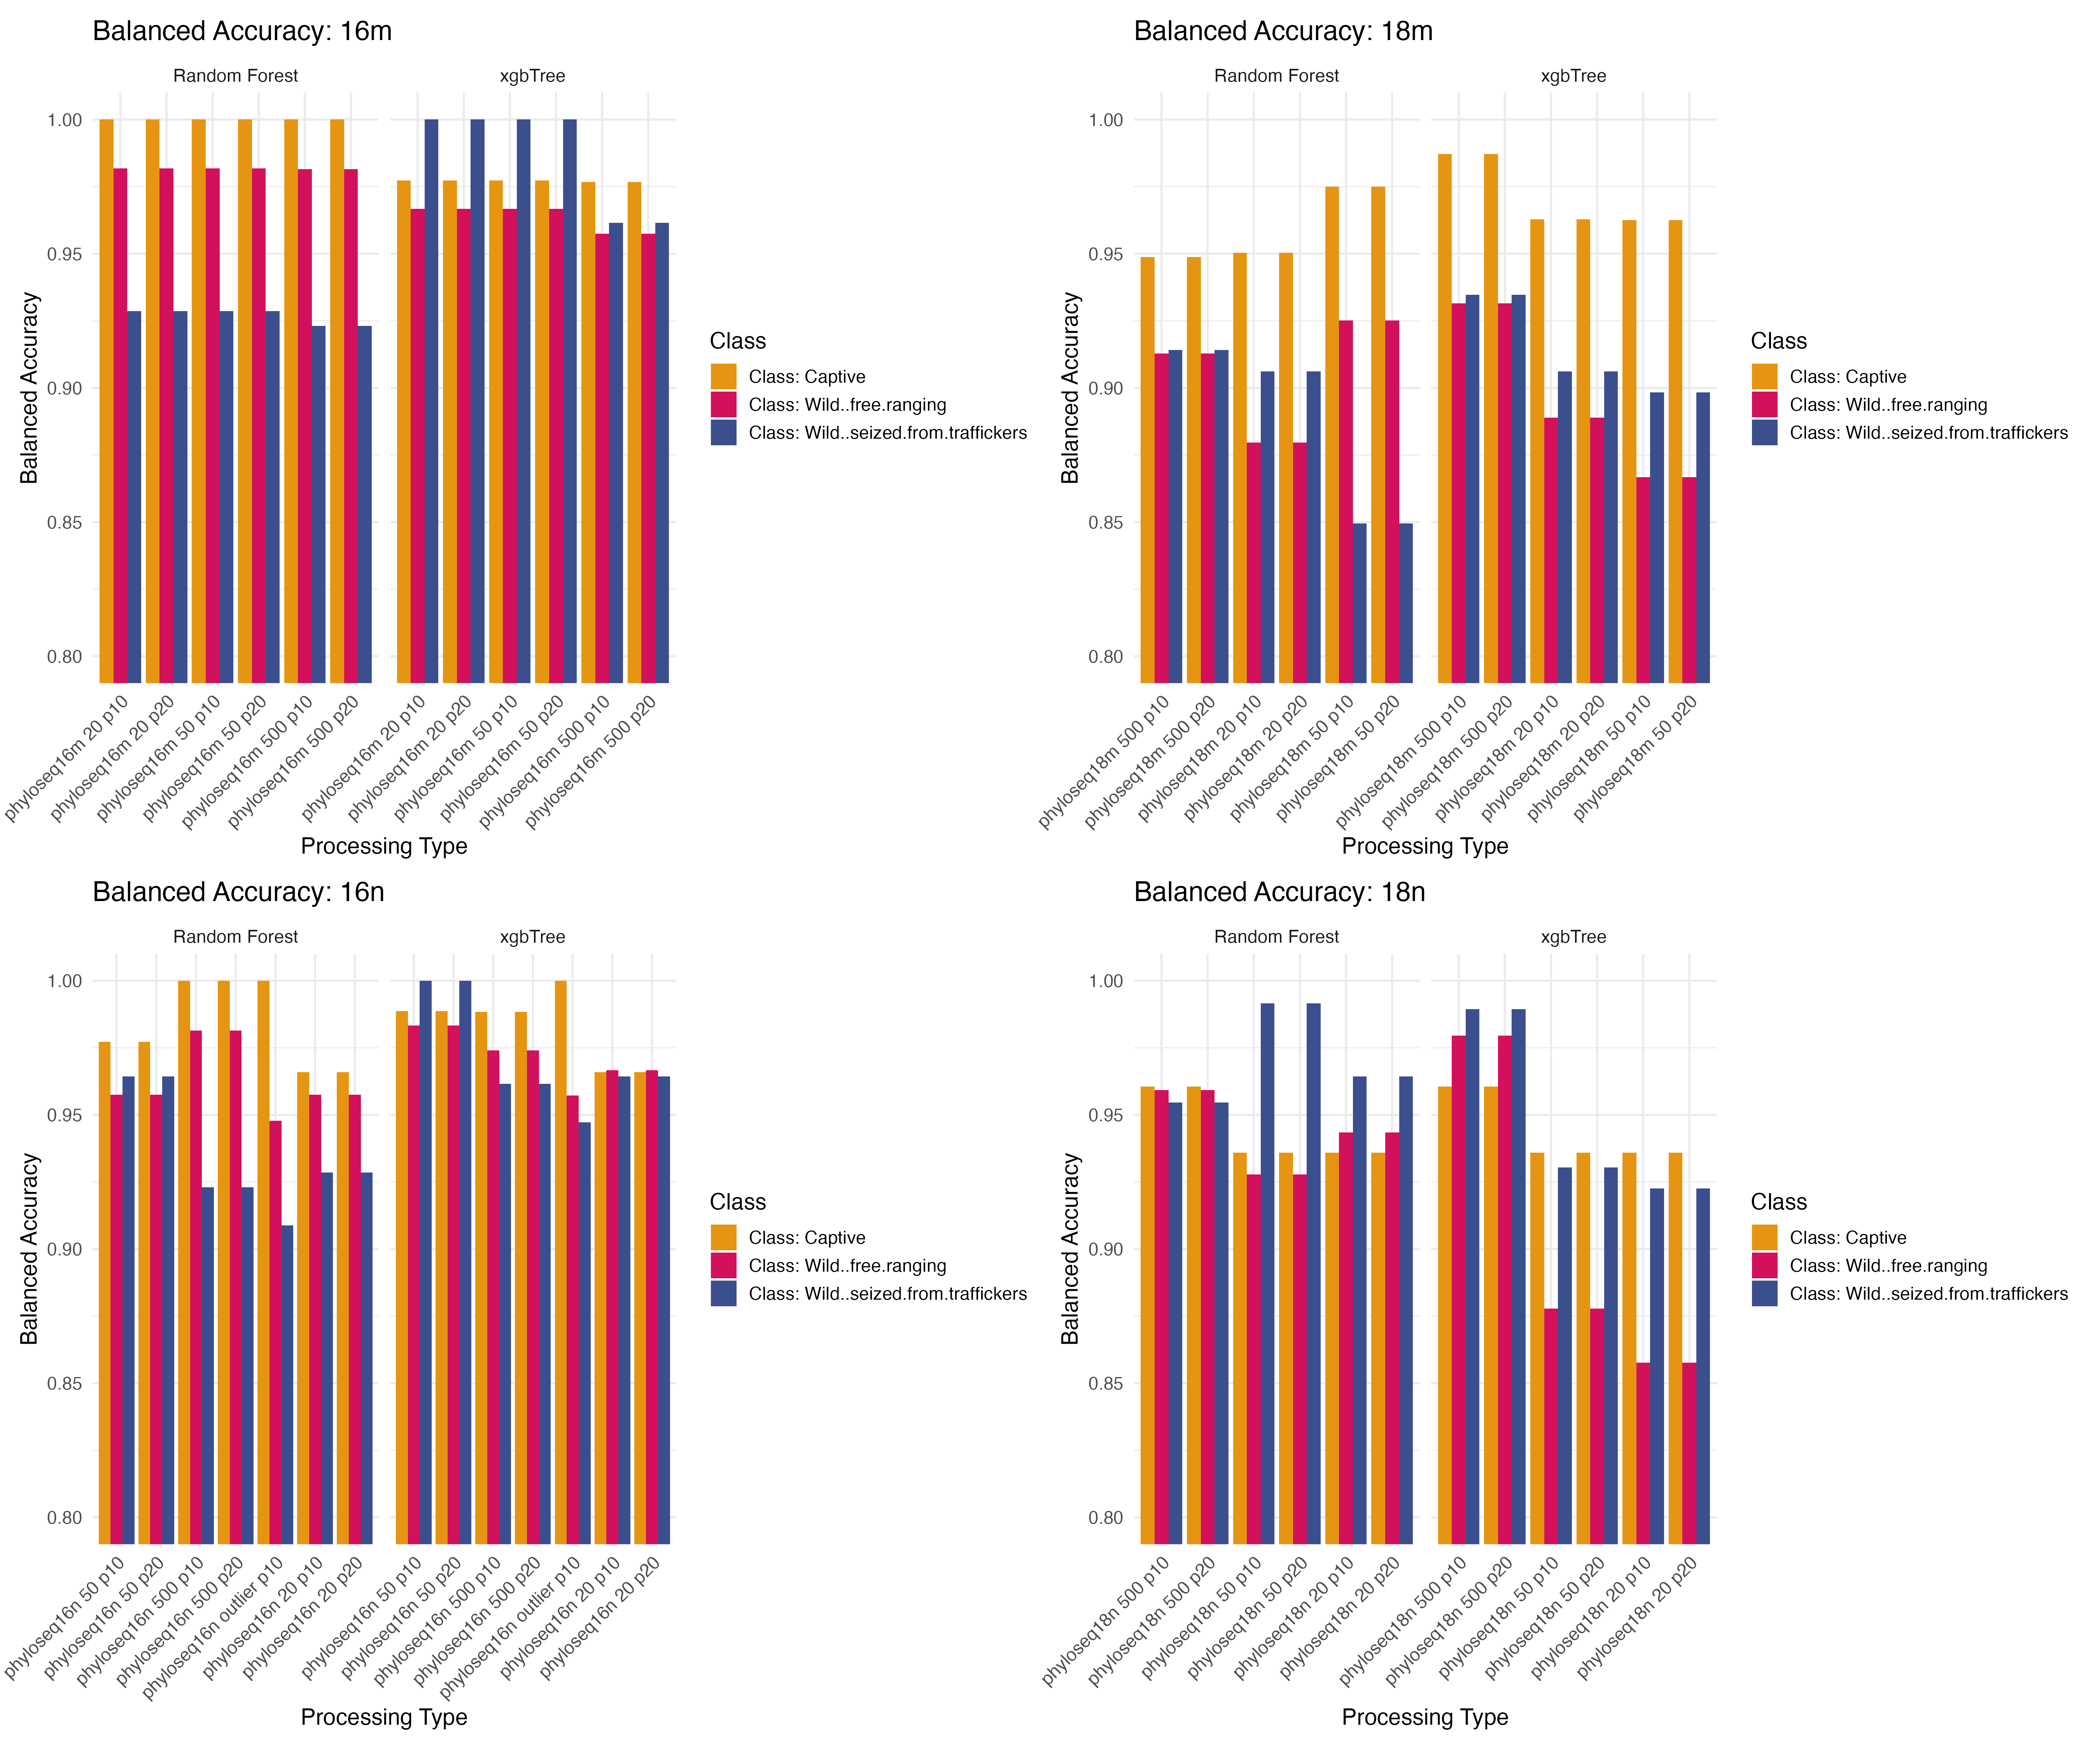 Balanced Accuracy: 16m
Random Forest
xgbTree
1.00
0.95
0.90
0.85
0.80
Balanced Accuracy
phyloseq16m 20 p10
phyloseq16m 20 p20
phyloseq16m 50 p10
phyloseq16m 50 p20
phyloseq16m 500 p10
phyloseq16m 500 p20
phyloseq16m 20 p10
phyloseq16m 20 p20
phyloseq16m 50 p10
phyloseq16m 50 p20
phyloseq16m 500 p10
phyloseq16m 500 p20
Processing Type
Class
Class: Captive
Class: Wild..free.ranging
Class: Wild..seized.from.traffickers
Balanced Accuracy: 18m
Random Forest
xgbTree
1.00
0.95
0.90
0.85
0.80
Balanced Accuracy
phyloseq18m 500 p10
phyloseq18m 500 p20
phyloseq18m 20 p10
phyloseq18m 20 p20
phyloseq18m 50 p10
phyloseq18m 50 p20
phyloseq18m 500 p10
phyloseq18m 500 p20
phyloseq18m 20 p10
phyloseq18m 20 p20
phyloseq18m 50 p10
phyloseq18m 50 p20
Processing Type
Class
Class: Captive
Class: Wild..free.ranging
Class: Wild..seized.from.traffickers
Balanced Accuracy: 16n
Random Forest
xgbTree
1.00
0.95
0.90
0.85
0.80
Balanced Accuracy
phyloseq16n 50 p10
phyloseq16n 50 p20
phyloseq16n 500 p10
phyloseq16n 500 p20
phyloseq16n outlier p10
phyloseq16n 20 p10
phyloseq16n 20 p20
phyloseq16n 50 p10
phyloseq16n 50 p20
phyloseq16n 500 p10
phyloseq16n 500 p20
phyloseq16n outlier p10
phyloseq16n 20 p10
phyloseq16n 20 p20
Processing Type
Class
Class: Captive
Class: Wild..free.ranging
Class: Wild..seized.from.traffickers
Balanced Accuracy: 18n
Random Forest
xgbTree
1.00
0.95
0.90
0.85
0.80
Balanced Accuracy
phyloseq18n 500 p10
phyloseq18n 500 p20
phyloseq18n 50 p10
phyloseq18n 50 p20
phyloseq18n 20 p10
phyloseq18n 20 p20
phyloseq18n 500 p10
phyloseq18n 500 p20
phyloseq18n 50 p10
phyloseq18n 50 p20
phyloseq18n 20 p10
phyloseq18n 20 p20
Processing Type
Class
Class: Captive
Class: Wild..free.ranging
Class: Wild..seized.from.traffickers